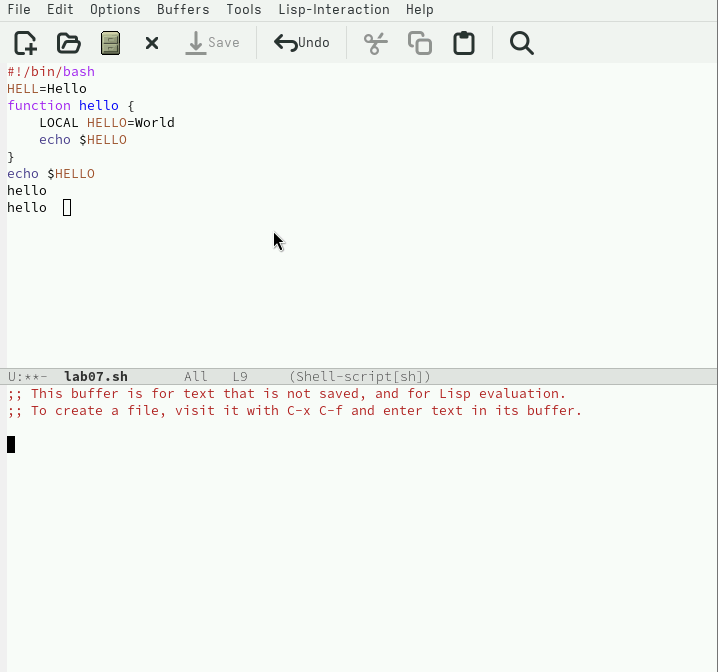 File Edit Options Buffers Tools Lisp-Interaction Help
Save Undo
#!/bin/bash
HELL=Hello
function hello {
    LOCAL HELLO=World
    echo $HELLO
}
echo $HELLO
hello
hello
U:**-  lab07.sh       All   L9     (Shell-script[sh])
;; This buffer is for text that is not saved, and for Lisp evaluation.
;; To create a file, visit it with C-x C-f and enter text in its buffer.